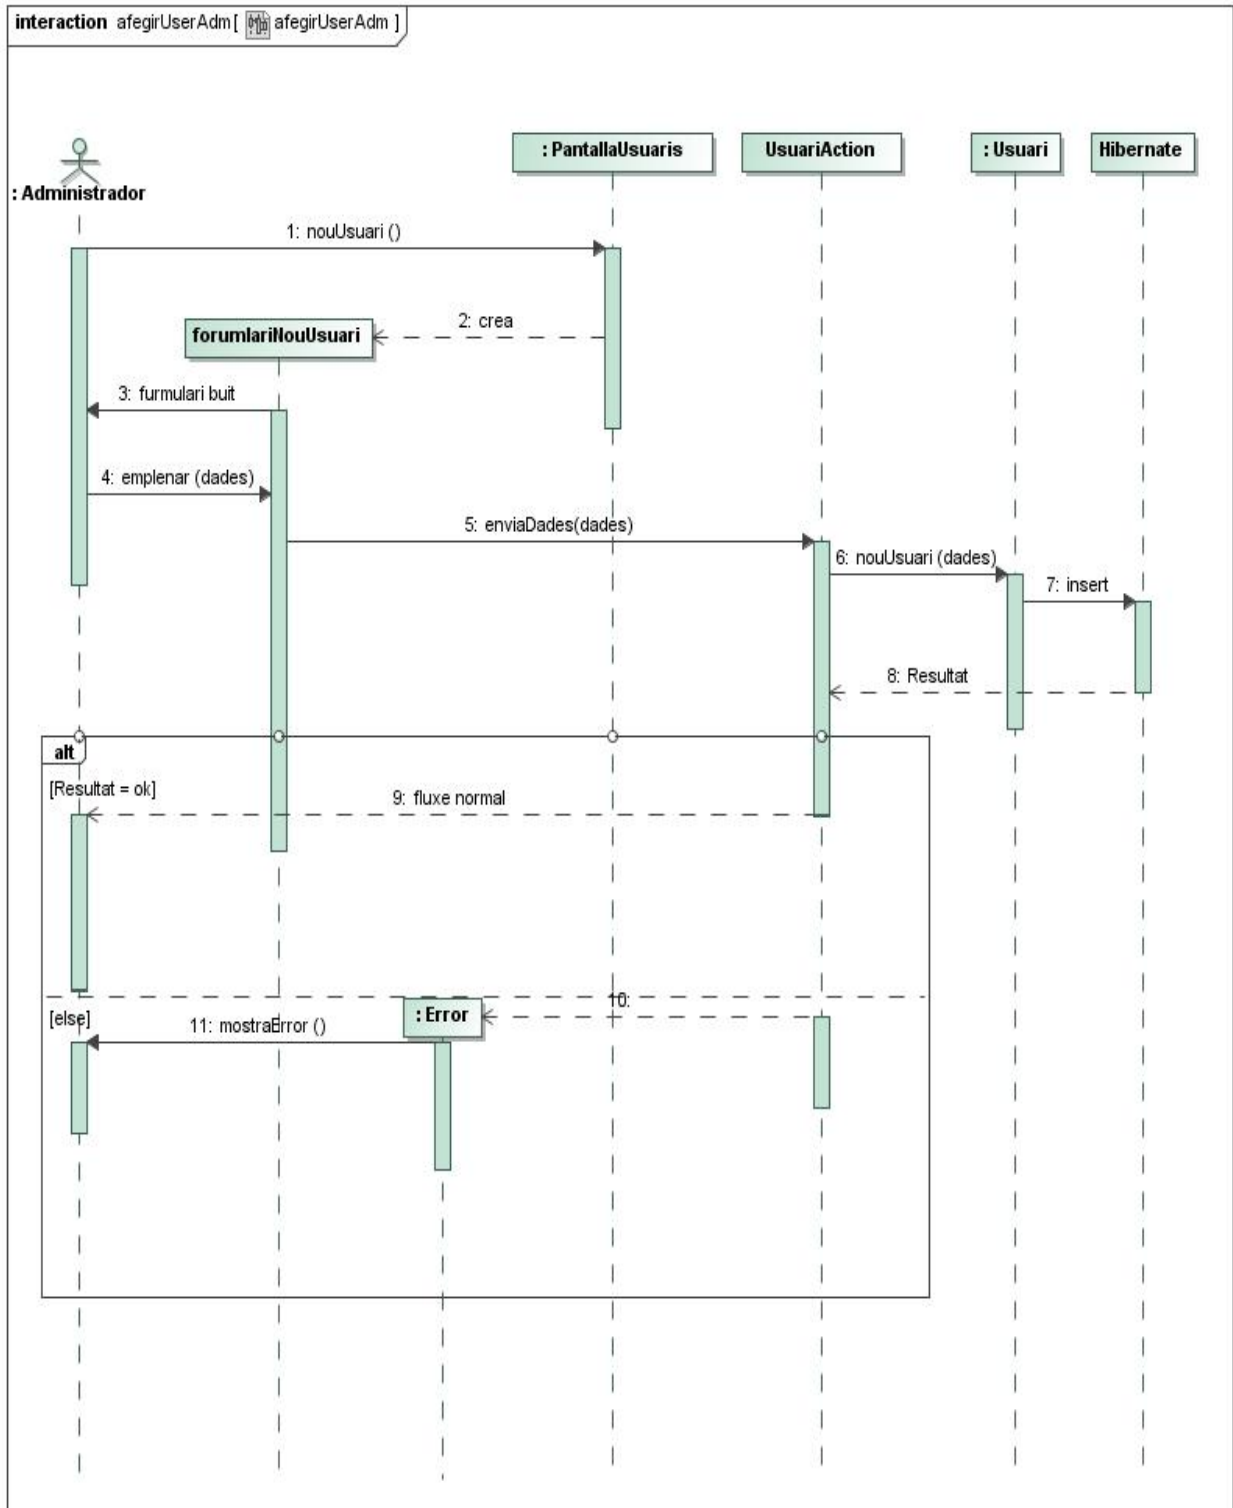 interaction afegirUserAdm [ afegirUserAdm ]
: PantallaUsuaris
UsuariAction
: Usuari
Hibernate
: Administrador
1: nouUsuari ()
forumlariNouUsuari
2: crea
3: furmulari buit
4: emplenar (dades)
5: enviaDades(dades)
6: nouUsuari (dades)
7: insert
8: Resultat
alt
[Resultat = ok]
9: fluxe normal
10:
[else]
: Error
11: mostraError ()